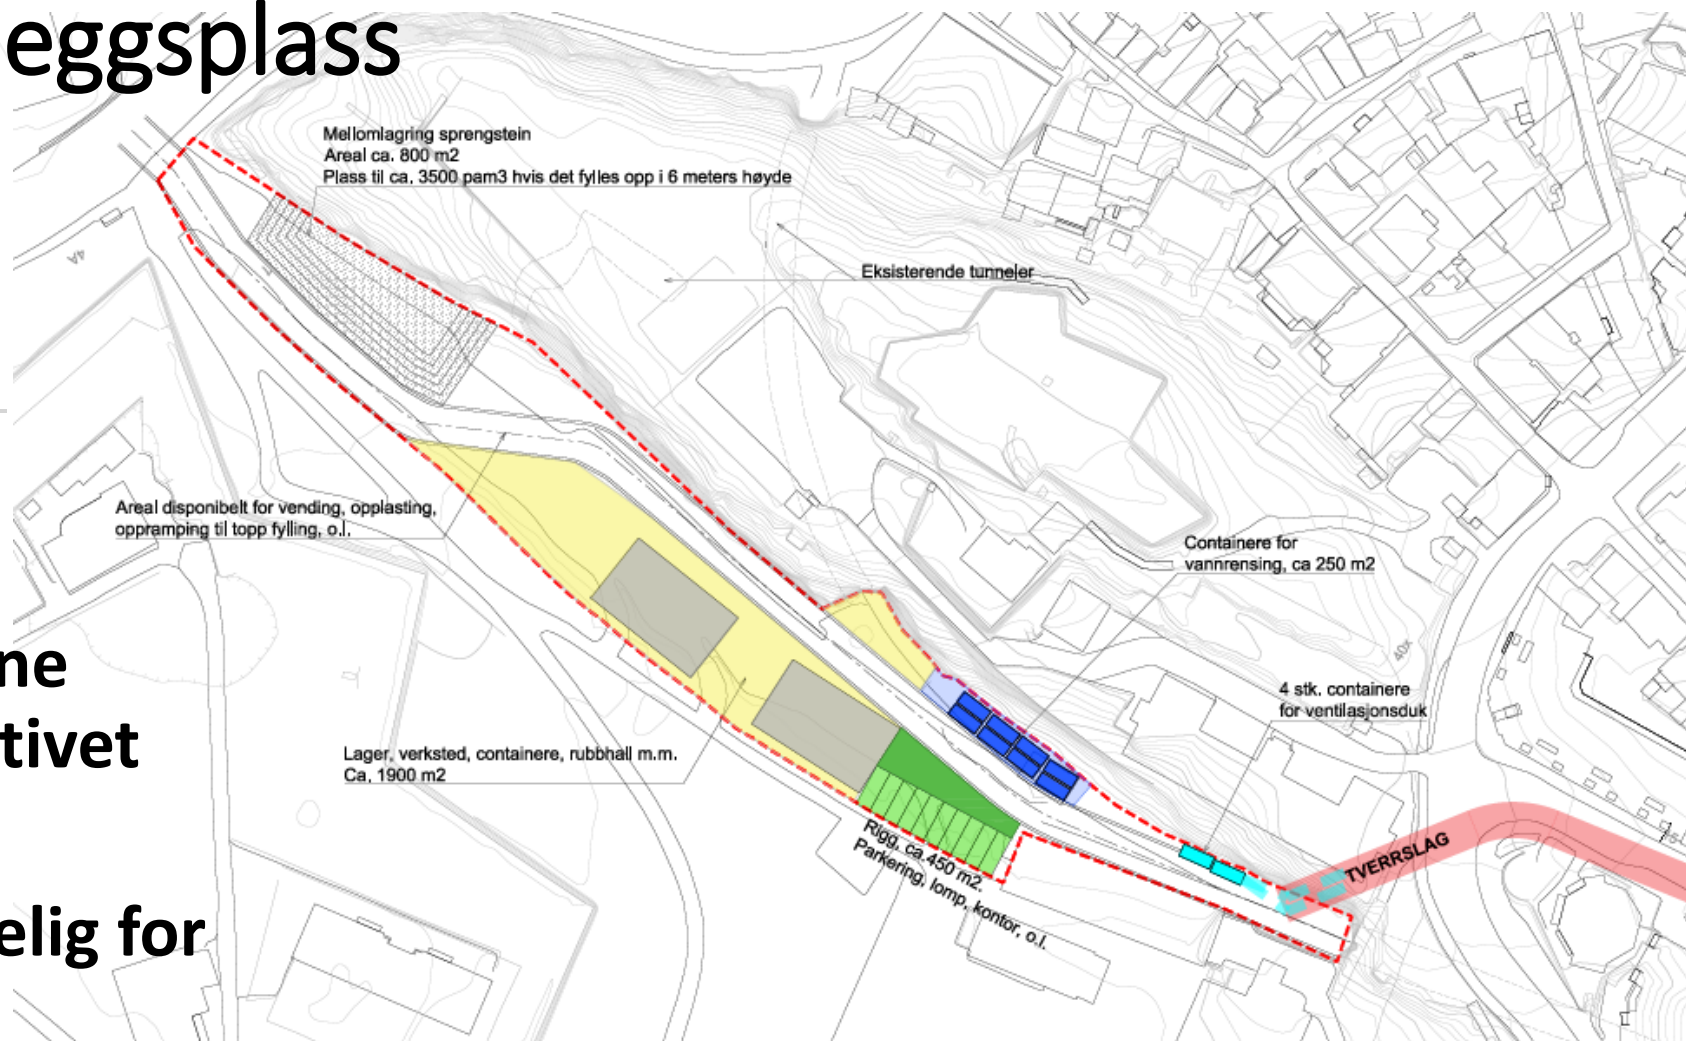 eggsplass
Mellomlagring sprengstein
Areal ca. 800 m2
Plass til ca. 3500 pam3 hvis det fylles opp i 6 meters høyde
4A
Eksisterende tunneler
Areal disponibelt for vending, opplasting,
oppramping til topp fylling, o.l.
Containere for
vannrensing, ca 250 m2
40X
ne
tivet
4 stk. containere
for ventilasjonsduk
Lager, verksted, containere, rubbhall m.m.
Ca. 1900 m2
Rigg, ca.450 m2.
Parkering, lomp, kontor, o.l.
TVERRSLAG
elig for